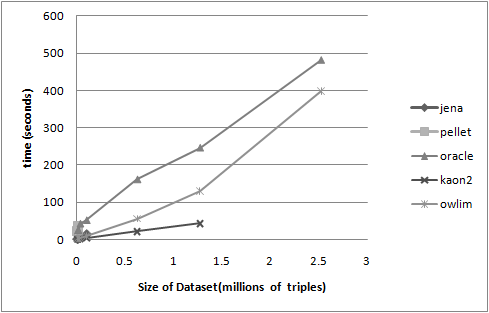 600
500
400
300
200
100
0
time (seconds)
0 0.5 1 1.5 2 2.5 3
Size of Dataset(millions of triples)
jena
pellet
oracle
kaon2
owlim